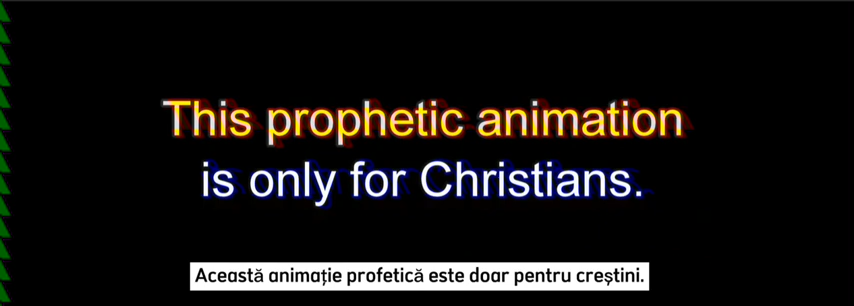 This prophetic animation
is only for Christians.
Această animație profetică este doar pentru creștini.